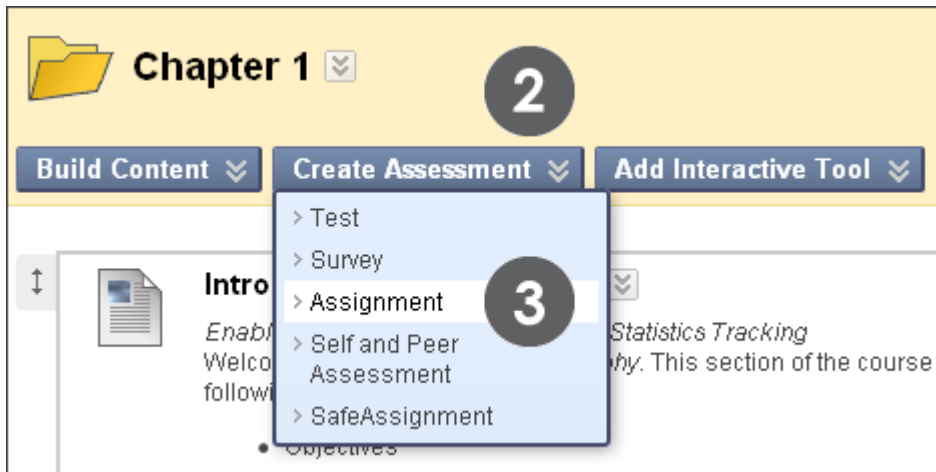 Chapter 1
2
Build Content
Create Assessment
Add Interactive Tool
Test
Survey
Intro
Assignment
3
Enabl
Statistics Tracking
Self and Peer
Assessment
Welco
hy. This section of the course
followi
SafeAssignment
Objectives